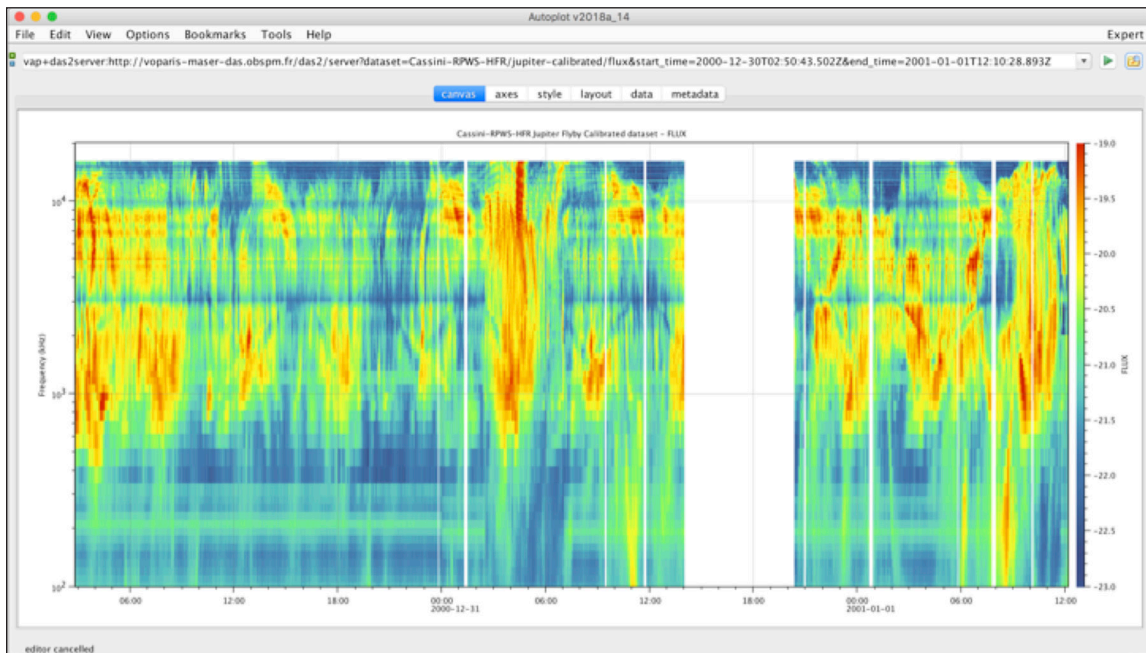 Autoplot v2018a_14
File Edit View Options Bookmarks Tools Help Expert
vap+das2server:http://voparis-maser-das.obspm.fr/das2/server?dataset=Cassini-RPWS-HFR/jupiter-calibrated/flux&start_time=2000-12-30T02:50:43.502Z&end_time=2001-01-01T12:10:28.893Z
canvas axes style layout data metadata
Cassini-RPWS-HFR Jupiter Flyby Calibrated dataset - FLUX
Frequency (kHz)
10⁴
10³
10²
-19.0
-19.5
-20.0
-20.5
-21.0
-21.5
-22.0
-22.5
-23.0
FLUX
06:00 12:00 18:00 00:00 06:00 12:00 18:00 00:00 06:00 12:00
2000-12-31 2001-01-01
editor cancelled